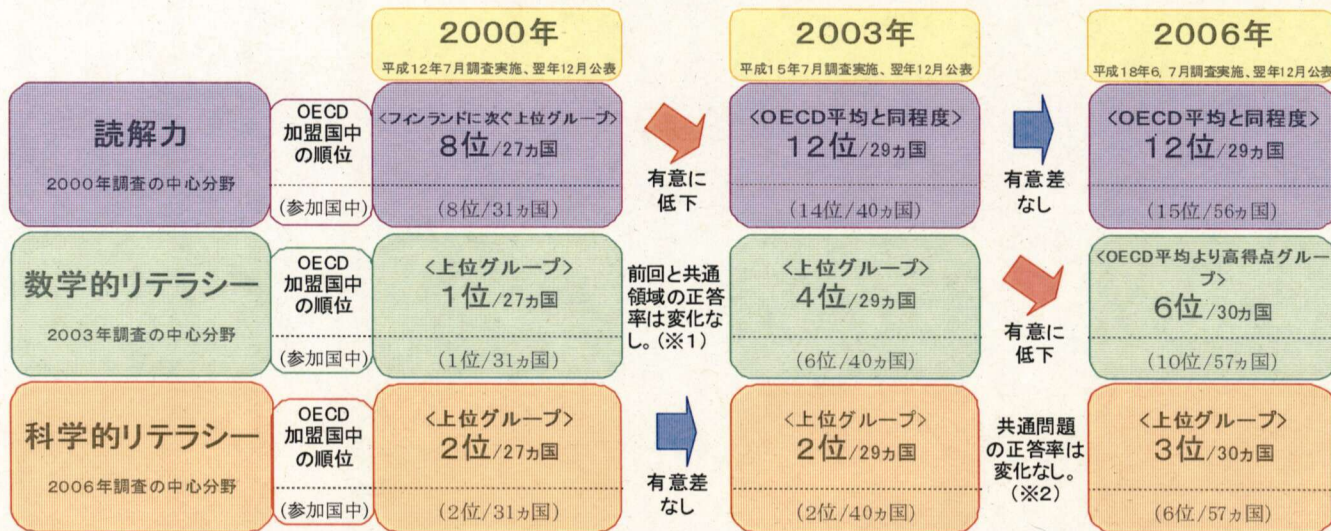 2000年
平成12年7月調査実施、翌年12月公表
2003年
平成15年7月調査実施、翌年12月公表
2006年
平成18年6, 7月調査実施、翌年12月公表
読解力
2000年調査の中心分野
OECD
加盟国中
の順位
(参加国中)
<フィンランドに次ぐ上位グループ>
8位/27ヵ国
(8位/31ヵ国)
有意に
低下
<OECD平均と同程度>
12位/29ヵ国
(14位/40ヵ国)
有意差
なし
<OECD平均と同程度>
12位/29ヵ国
(15位/56ヵ国)
数学的リテラシー
2003年調査の中心分野
OECD
加盟国中
の順位
(参加国中)
<上位グループ>
1位/27ヵ国
(1位/31ヵ国)
前回と共通
領域の正答
率は変化な
し。(※1)
<上位グループ>
4位/29ヵ国
(6位/40ヵ国)
有意に
低下
<OECD平均より高得点グルー
プ>
6位/30ヵ国
(10位/57ヵ国)
科学的リテラシー
2006年調査の中心分野
OECD
加盟国中
の順位
(参加国中)
<上位グループ>
2位/27ヵ国
(2位/31ヵ国)
有意差
なし
<上位グループ>
2位/29ヵ国
(2位/40ヵ国)
共通問題
の正答率は
変化なし。
(※2)
<上位グループ>
3位/30ヵ国
(6位/57ヵ国)